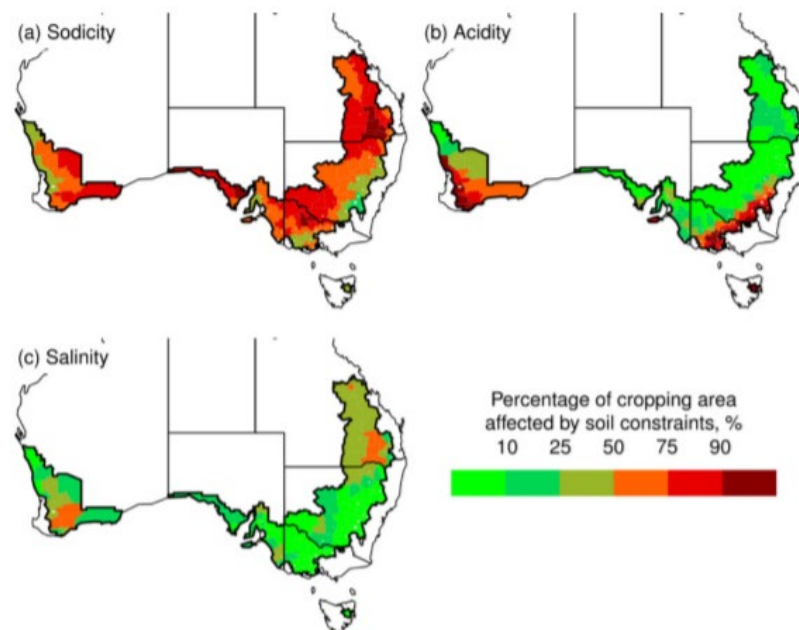 (a) Sodicity
(b) Acidity
(c) Salinity
Percentage of cropping area
affected by soil constraints, %
10 25 50 75 90